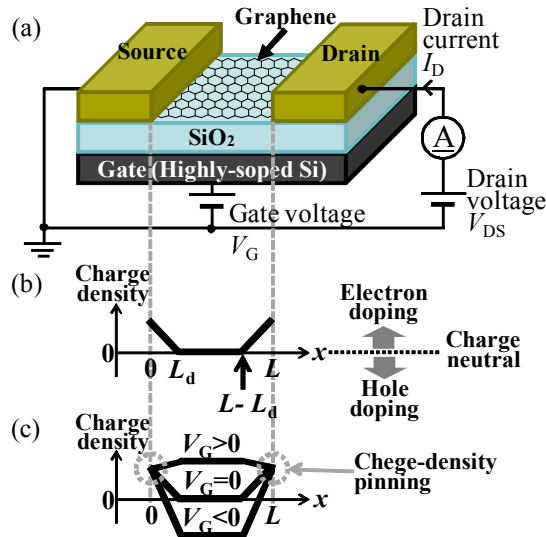 (a)
Graphene
Source
Drain
Drain
current
I_D
SiO₂
Gate (Highly-soped Si)
A
Gate voltage
V_G
Drain
voltage
V_DS
(b)
Charge
density
0
0
L_d
L
x
L- L_d
Electron
doping
Charge
neutral
Hole
doping
(c)
Charge
density
V_G>0
V_G=0
V_G<0
0
0
L
x
Chege-density
pinning